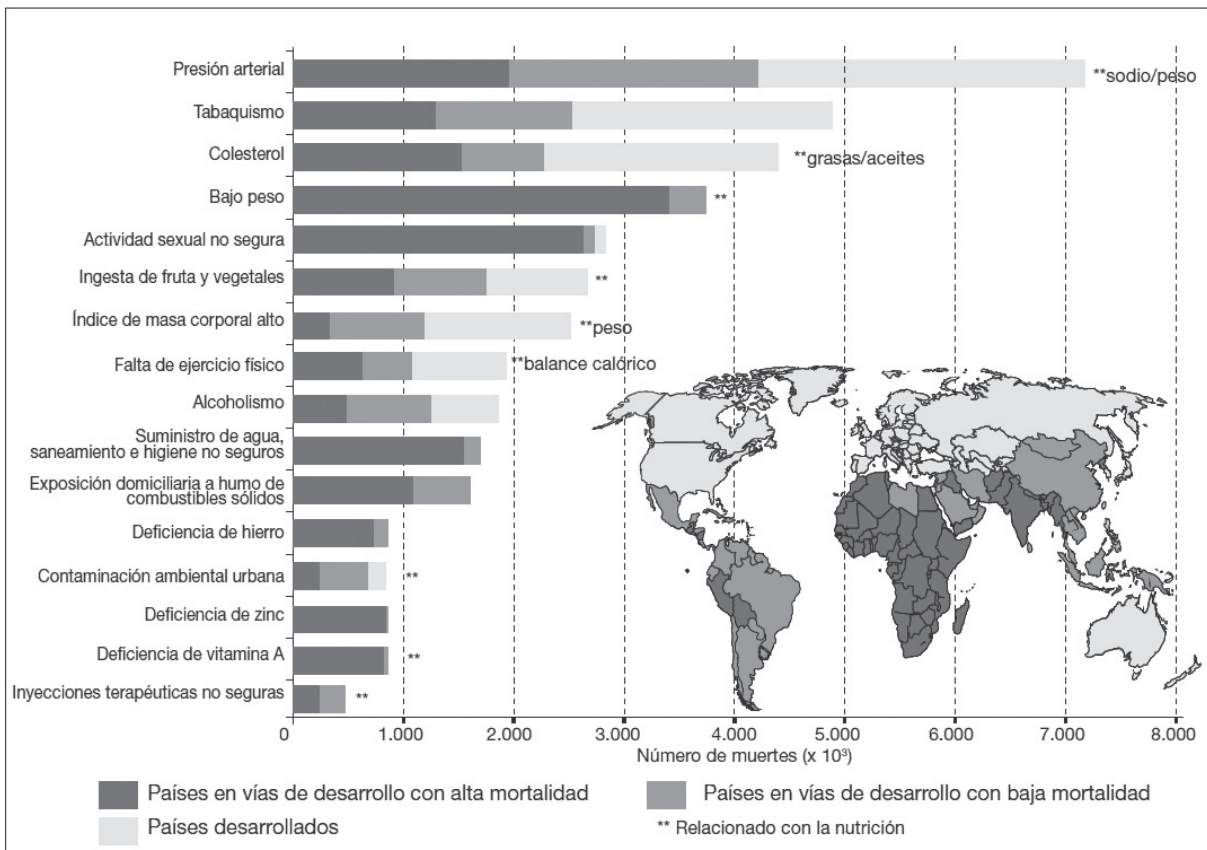 Presión arterial
**sodio/peso
Tabaquismo
Colesterol
**grasas/aceites
Bajo peso
**
Actividad sexual no segura
Ingesta de fruta y vegetales
**
Índice de masa corporal alto
**peso
Falta de ejercicio físico
**balance calórico
Alcoholismo
Suministro de agua,
saneamiento e higiene no seguros
Exposición domiciliaria a humo de
combustibles sólidos
Deficiencia de hierro
Contaminación ambiental urbana
**
Deficiencia de zinc
Deficiencia de vitamina A
**
Inyecciones terapéuticas no seguras
**
0 1.000 2.000 3.000 4.000 5.000 6.000 7.000 8.000
Número de muertes (x 10³)
Países en vías de desarrollo con alta mortalidad
Países en vías de desarrollo con baja mortalidad
Países desarrollados
** Relacionado con la nutrición